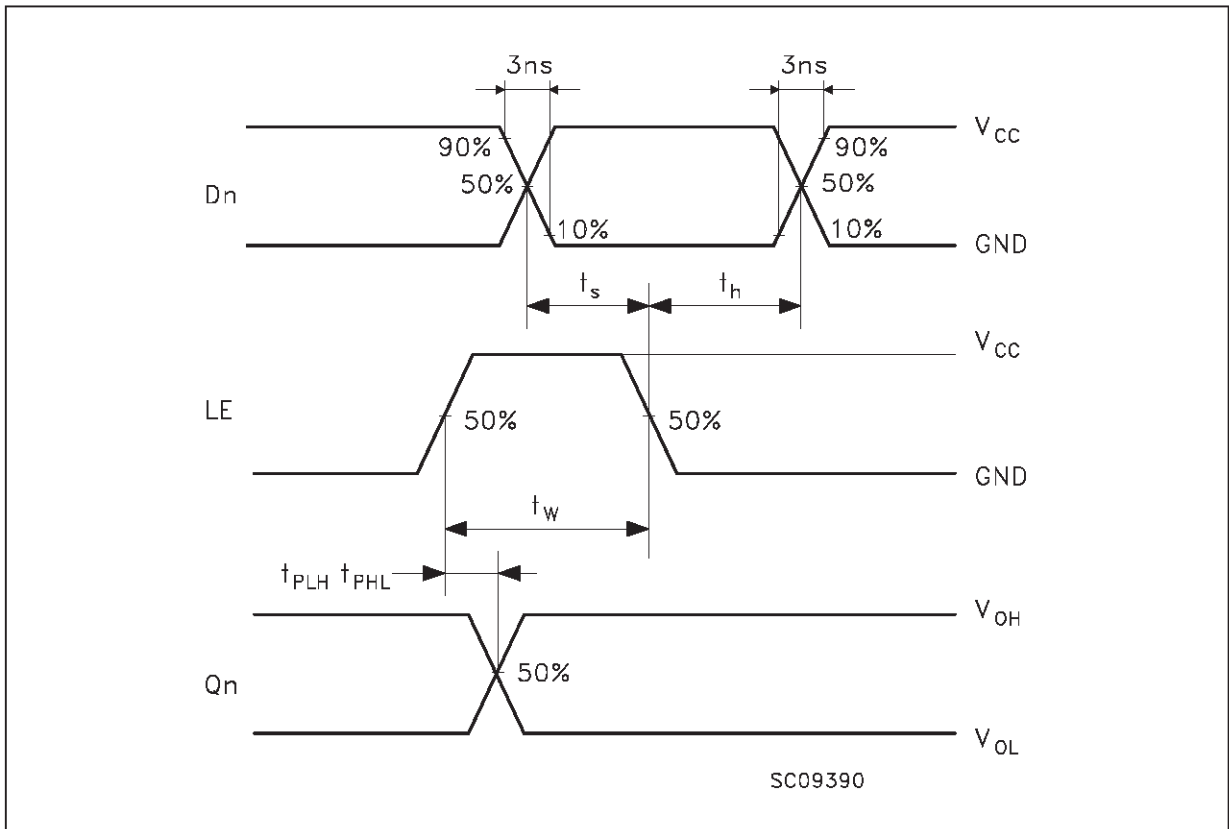 3ns 3ns
V_CC
90% 90%
50% 50%
Dn
10% 10%
GND
t_s t_h
V_CC
LE
50% 50%
GND
t_W
t_PLH t_PHL
V_OH
50%
Qn
V_OL
SC09390